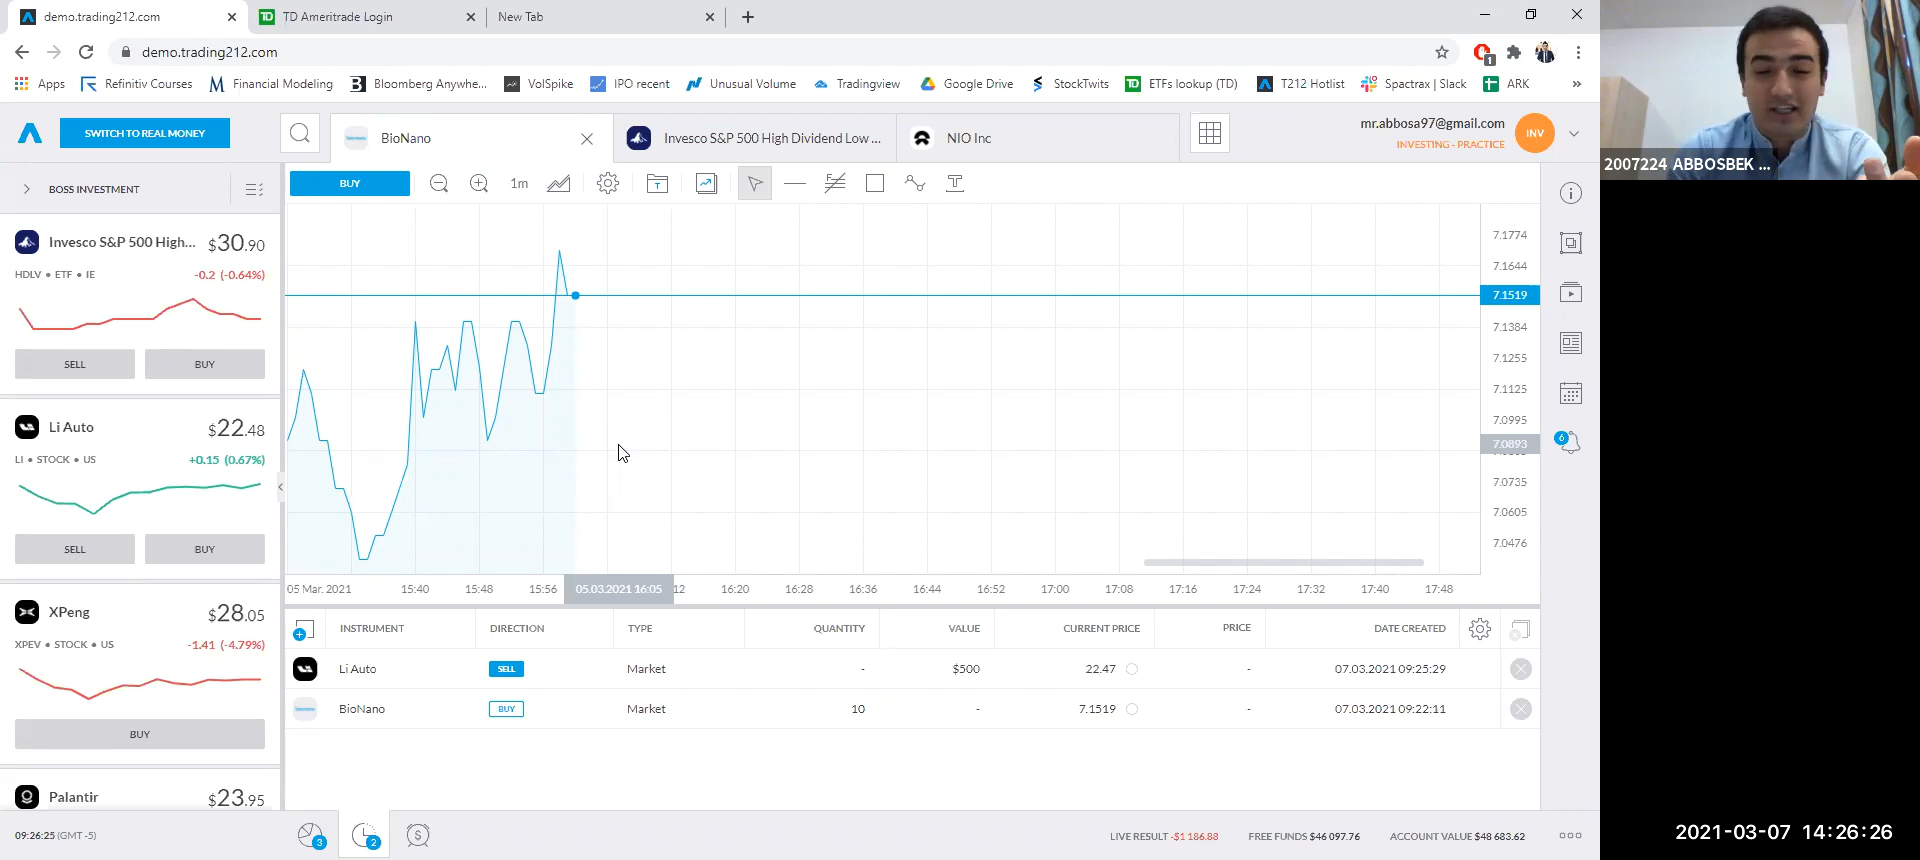 demo.trading212.com
TD Ameritrade Login
New Tab
demo.trading212.com
1
Apps
Refinitiv Courses
Financial Modeling
Bloomberg Anywhe...
VolSpike
IPO recent
Unusual Volume
Tradingview
Google Drive
StockTwits
ETFs lookup (TD)
T212 Hotlist
Spactrax | Slack
ARK
SWITCH TO REAL MONEY
BioNano
Invesco S&P 500 High Dividend Low ...
NIO Inc
mr.abbosa97@gmail.com
INVESTING - PRACTICE
INV
2007224 ABBOSBEK ...
BOSS INVESTMENT
BUY
1m
Invesco S&P 500 High...
$30.90
HDLV • ETF • IE
-0.2 (-0.64%)
SELL
BUY
Li Auto
$22.48
LI • STOCK • US
+0.15 (0.67%)
SELL
BUY
XPeng
$28.05
XPEV • STOCK • US
-1.41 (-4.79%)
BUY
Palantir
$23.95
7.1774
7.1644
7.1519
7.1384
7.1255
7.1125
7.0995
7.0893
7.0735
7.0605
7.0476
6
05 Mar. 2021
15:40
15:48
15:56
05.03.2021 16:05
12
16:20
16:28
16:36
16:44
16:52
17:00
17:08
17:16
17:24
17:32
17:40
17:48
INSTRUMENT
DIRECTION
TYPE
QUANTITY
VALUE
CURRENT PRICE
PRICE
DATE CREATED
Li Auto
SELL
Market
-
$500
22.47
-
07.03.2021 09:25:29
BioNano
BUY
Market
10
-
7.1519
-
07.03.2021 09:22:11
09:26:25 (GMT -5)
3
2
LIVE RESULT -$1 186.88
FREE FUNDS $46 097.76
ACCOUNT VALUE $48 683.62
2021-03-07 14:26:26